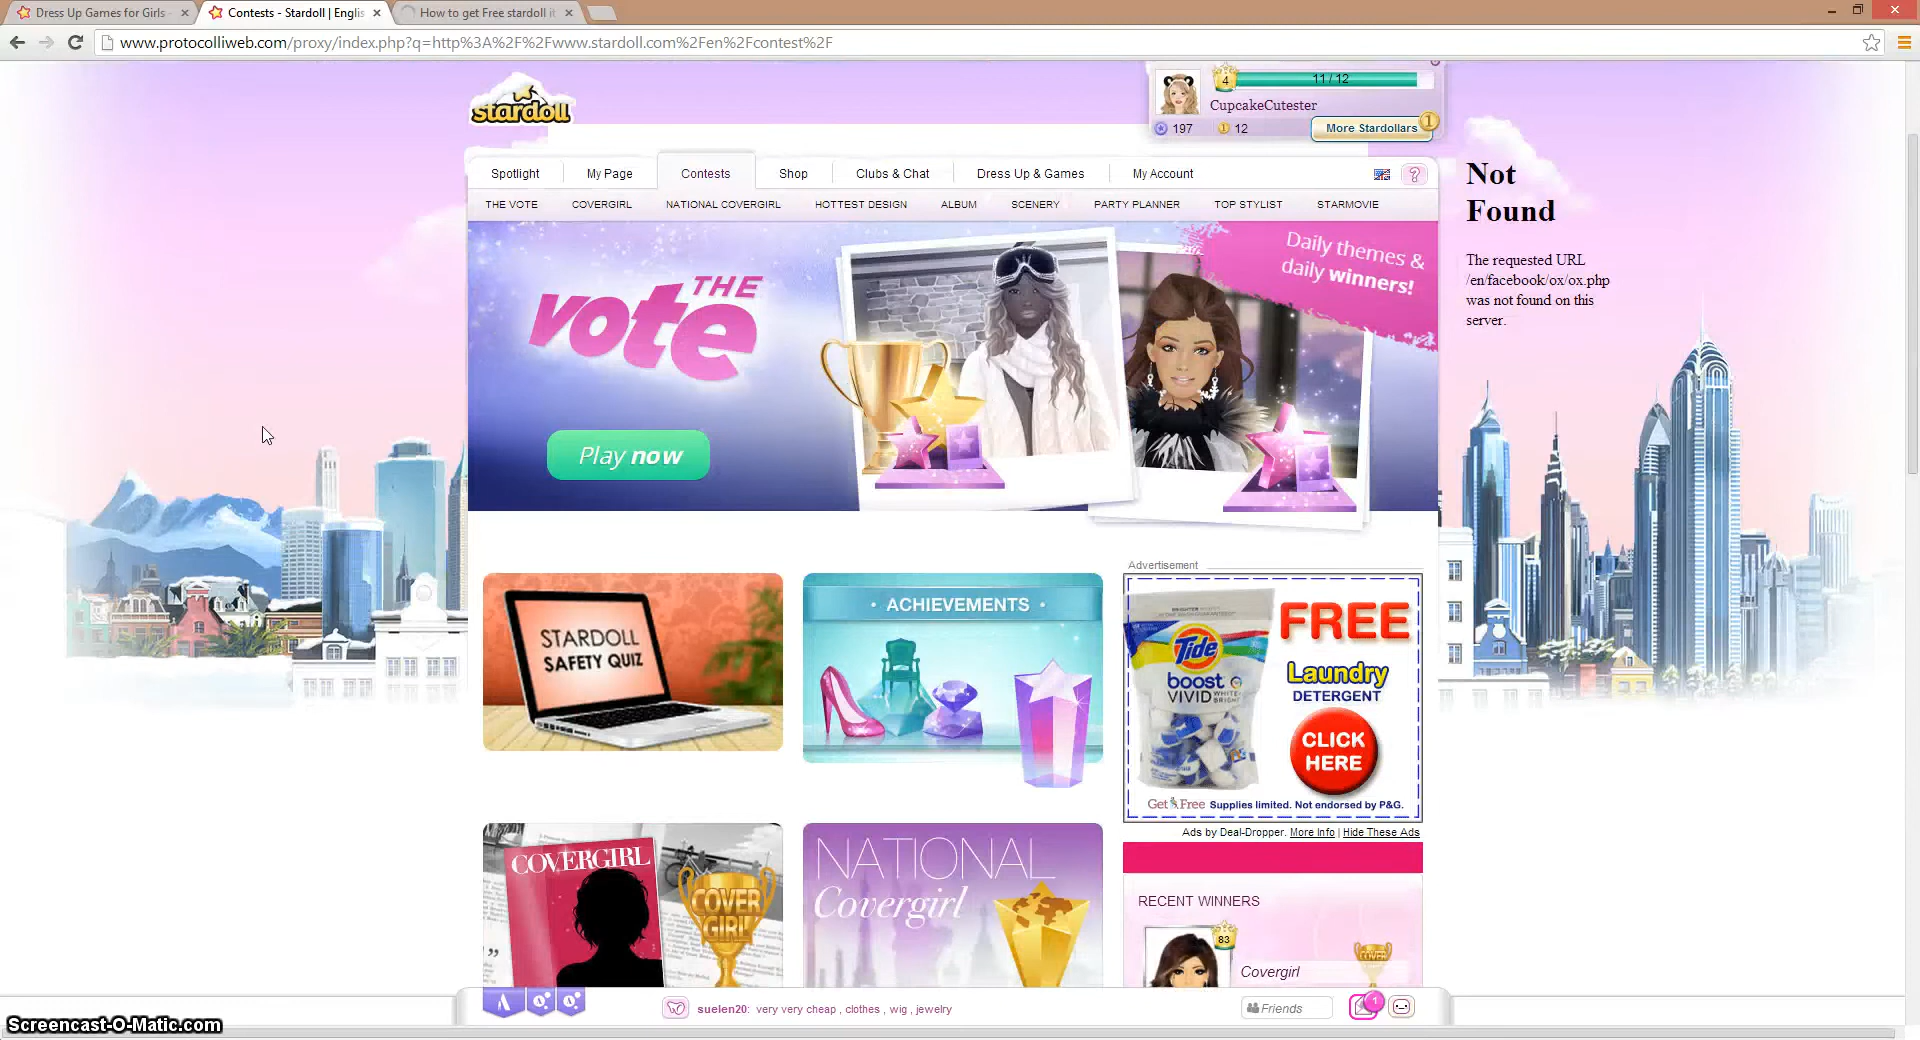 Dress Up Games for Girls
Contests - Stardoll | Englis
How to get Free stardoll it
www.protocolliweb.com/proxy/index.php?q=http%3A%2F%2Fwww.stardoll.com%2Fen%2Fcontest%2F
stardoll
4
11 / 12
CupcakeCutester
197
1
12
More Stardollars
1
Spotlight
My Page
Contests
Shop
Clubs & Chat
Dress Up & Games
My Account
?
THE VOTE
COVERGIRL
NATIONAL COVERGIRL
HOTTEST DESIGN
ALBUM
SCENERY
PARTY PLANNER
TOP STYLIST
STARMOVIE
Not
Found
The requested URL
/en/facebook/ox/ox.php
was not found on this
server.
THE
vote
Play now
Daily themes &
daily winners!
STARDOLL
SAFETY QUIZ
• ACHIEVEMENTS •
Advertisement
Tide
boost
VIVID WHITE+
BRIGHT
FREE
Laundry
DETERGENT
CLICK
HERE
Get Free Supplies limited. Not endorsed by P&G.
Ads by Deal-Dropper. More Info | Hide These Ads
COVERGIRL
COVER
GIRL
NATIONAL
Covergirl
RECENT WINNERS
83
Covergirl
suelen20: very very cheap , clothes , wig , jewelry
Friends
1
Screencast-O-Matic.com